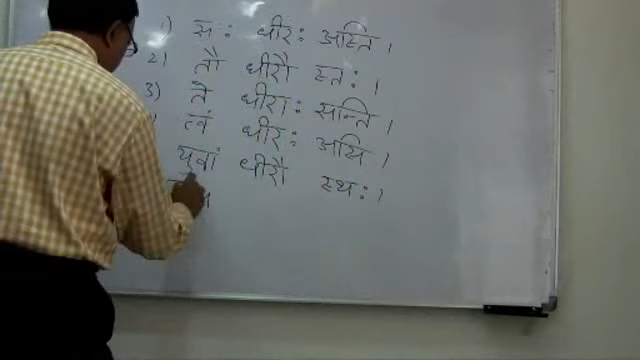 1) सः धीरः अस्ति ।
2) तौ धीरौ स्तः ।
3) ते धीराः सन्ति ।
त्वं धीरः असि ।
युवां धीरौ स्थः ।